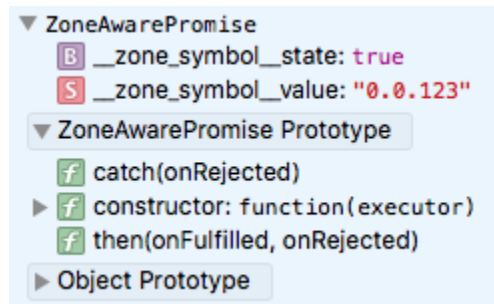 ZoneAwarePromise
B __zone_symbol__state: true
S __zone_symbol__value: "0.0.123"
ZoneAwarePromise Prototype
f catch(onRejected)
f constructor: function(executor)
f then(onFulfilled, onRejected)
Object Prototype